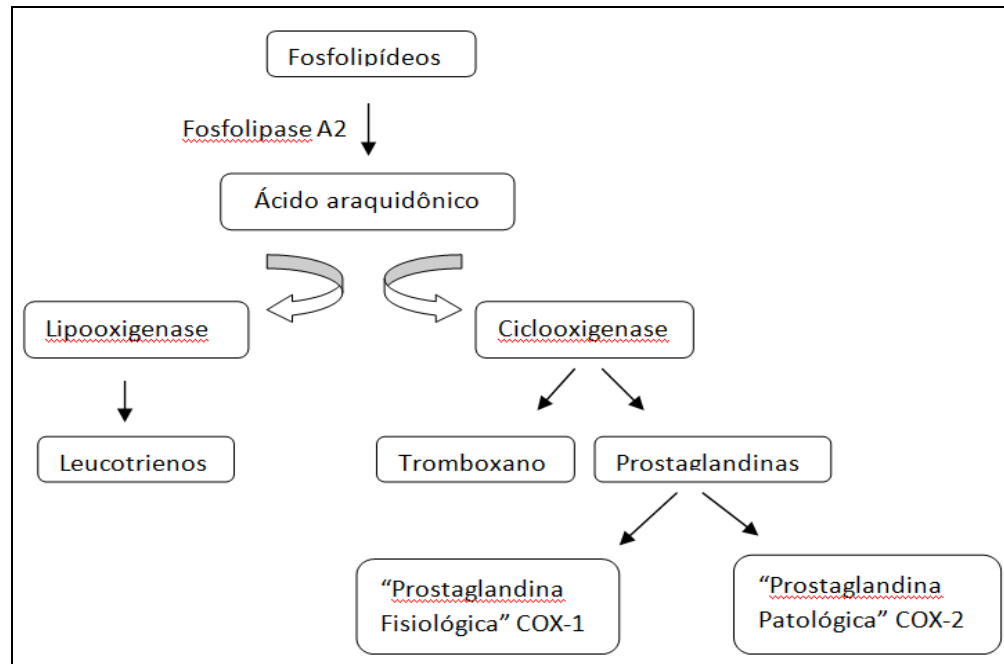 Fosfolipídeos
Fosfolipase A2
Ácido araquidônico
Lipooxigenase
Ciclooxigenase
Leucotrienos
Tromboxano
Prostaglandinas
“Prostaglandina
Fisiológica” COX-1
“Prostaglandina
Patológica” COX-2